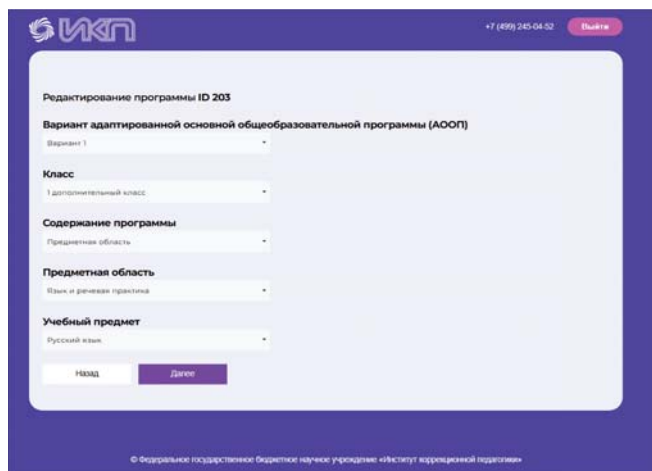 ИКП
+7 (499) 245-04-52
Выйти
Редактирование программы ID 203
Вариант адаптированной основной общеобразовательной программы (АООП)
Вариант 1
Класс
1 дополнительный класс
Содержание программы
Предметная область
Предметная область
Язык и речевая практика
Учебный предмет
Русский язык
Назад
Далее
© Федеральное государственное бюджетное научное учреждение «Институт коррекционной педагогики»